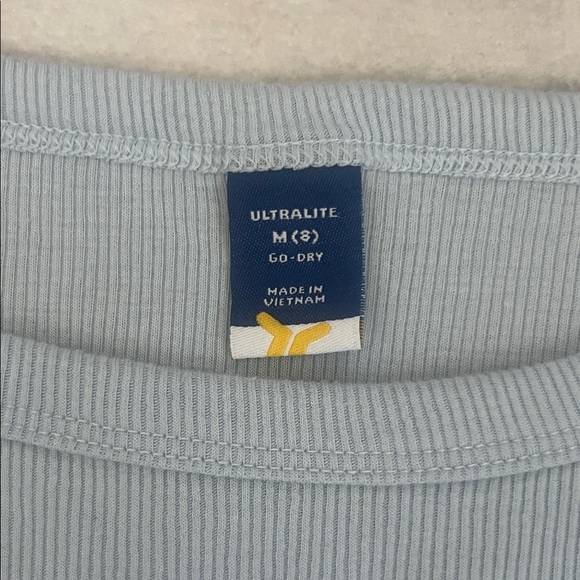 ULTRALITE
M (8)
GO-DRY
MADE IN
VIETNAM